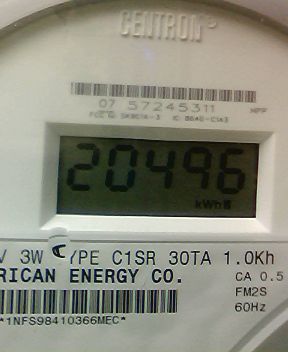 CENTRON®
07 57245311
20496
kWh
V 3W /PE C1SR 30TA 1.0Kh
RICAN ENERGY CO.
CA 0.5
FM2S
60Hz
*1NFS98410366MEC*